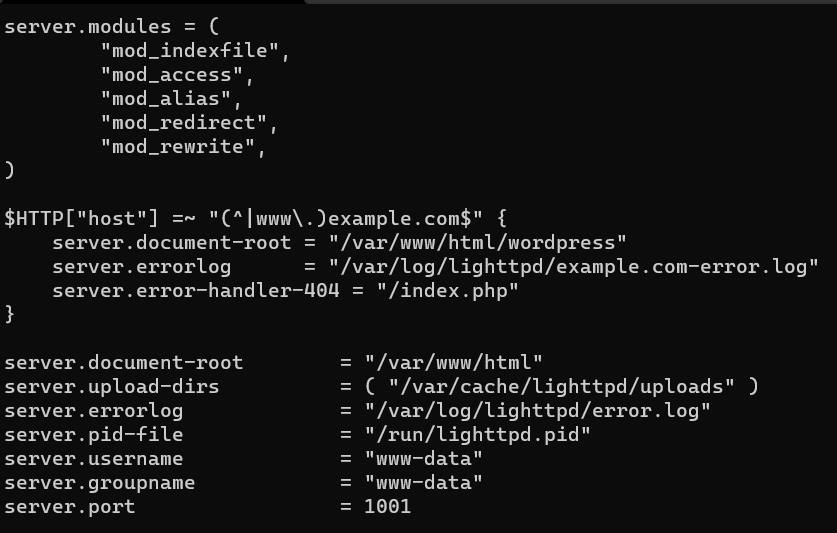 server.modules = (
        "mod_indexfile",
        "mod_access",
        "mod_alias",
        "mod_redirect",
        "mod_rewrite",
)
$HTTP["host"] =~ "(^|www\.)example.com$" {
    server.document-root = "/var/www/html/wordpress"
    server.errorlog      = "/var/log/lighttpd/example.com-error.log"
    server.error-handler-404 = "/index.php"
}
server.document-root        = "/var/www/html"
server.upload-dirs          = ( "/var/cache/lighttpd/uploads" )
server.errorlog             = "/var/log/lighttpd/error.log"
server.pid-file             = "/run/lighttpd.pid"
server.username             = "www-data"
server.groupname            = "www-data"
server.port                 = 1001